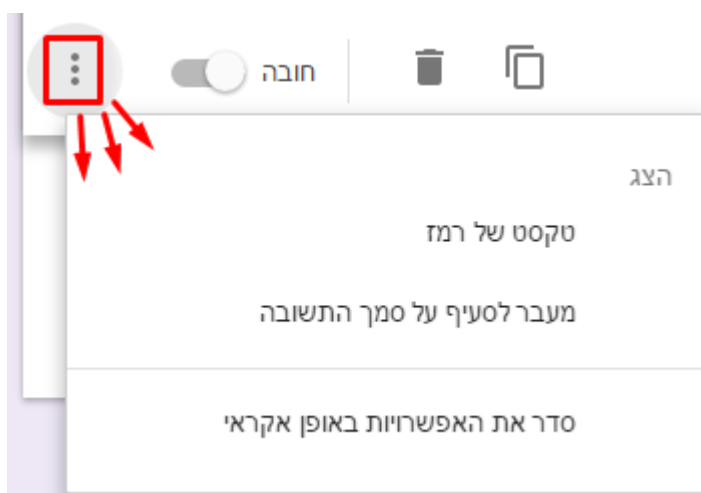 חובה
הצג
טקסט של רמז
מעבר לסעיף על סמך התשובה
סדר את האפשרויות באופן אקראי